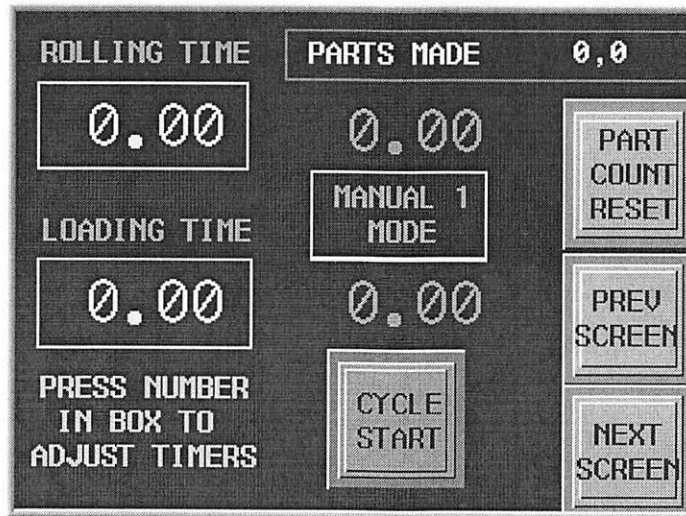 ROLLING TIME
0.00
LOADING TIME
0.00
PRESS NUMBER
IN BOX TO
ADJUST TIMERS
PARTS MADE 0,0
0.00
MANUAL 1
MODE
0.00
CYCLE
START
PART
COUNT
RESET
PREV
SCREEN
NEXT
SCREEN